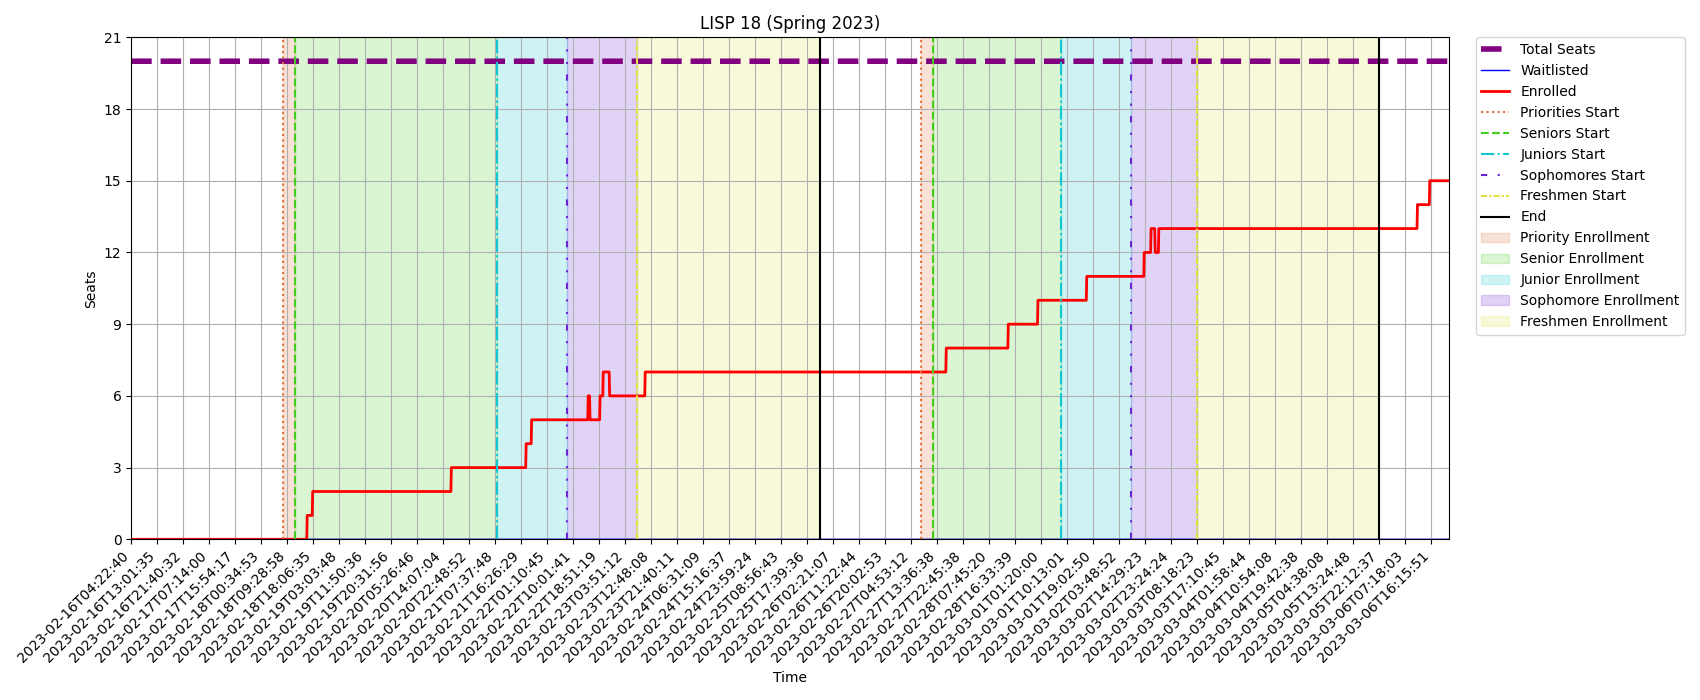 LISP 18 (Spring 2023)
21
18
15
12
9
6
3
0
Seats
2023-02-16T04:22:40
2023-02-16T13:01:35
2023-02-16T21:40:32
2023-02-17T07:14:00
2023-02-17T15:54:17
2023-02-18T00:34:53
2023-02-18T09:28:58
2023-02-18T18:06:35
2023-02-19T03:03:48
2023-02-19T11:50:36
2023-02-19T20:31:56
2023-02-20T05:26:46
2023-02-20T14:07:04
2023-02-20T22:48:52
2023-02-21T07:37:48
2023-02-21T16:26:29
2023-02-22T01:10:45
2023-02-22T10:01:41
2023-02-22T18:51:19
2023-02-23T03:51:12
2023-02-23T12:48:08
2023-02-23T21:40:11
2023-02-24T06:31:09
2023-02-24T15:16:37
2023-02-24T23:59:24
2023-02-25T08:56:43
2023-02-25T17:39:36
2023-02-26T02:21:07
2023-02-26T11:22:44
2023-02-26T20:02:53
2023-02-27T04:53:12
2023-02-27T13:36:38
2023-02-27T22:45:38
2023-02-28T07:45:20
2023-02-28T16:33:39
2023-03-01T01:20:00
2023-03-01T10:13:01
2023-03-01T19:02:50
2023-03-02T03:48:52
2023-03-02T14:29:23
2023-03-02T23:24:24
2023-03-03T08:18:23
2023-03-03T17:10:45
2023-03-04T01:58:44
2023-03-04T10:54:08
2023-03-04T19:42:38
2023-03-05T04:38:08
2023-03-05T13:24:48
2023-03-05T22:12:37
2023-03-06T07:18:03
2023-03-06T16:15:51
Time
Total Seats
Waitlisted
Enrolled
Priorities Start
Seniors Start
Juniors Start
Sophomores Start
Freshmen Start
End
Priority Enrollment
Senior Enrollment
Junior Enrollment
Sophomore Enrollment
Freshmen Enrollment